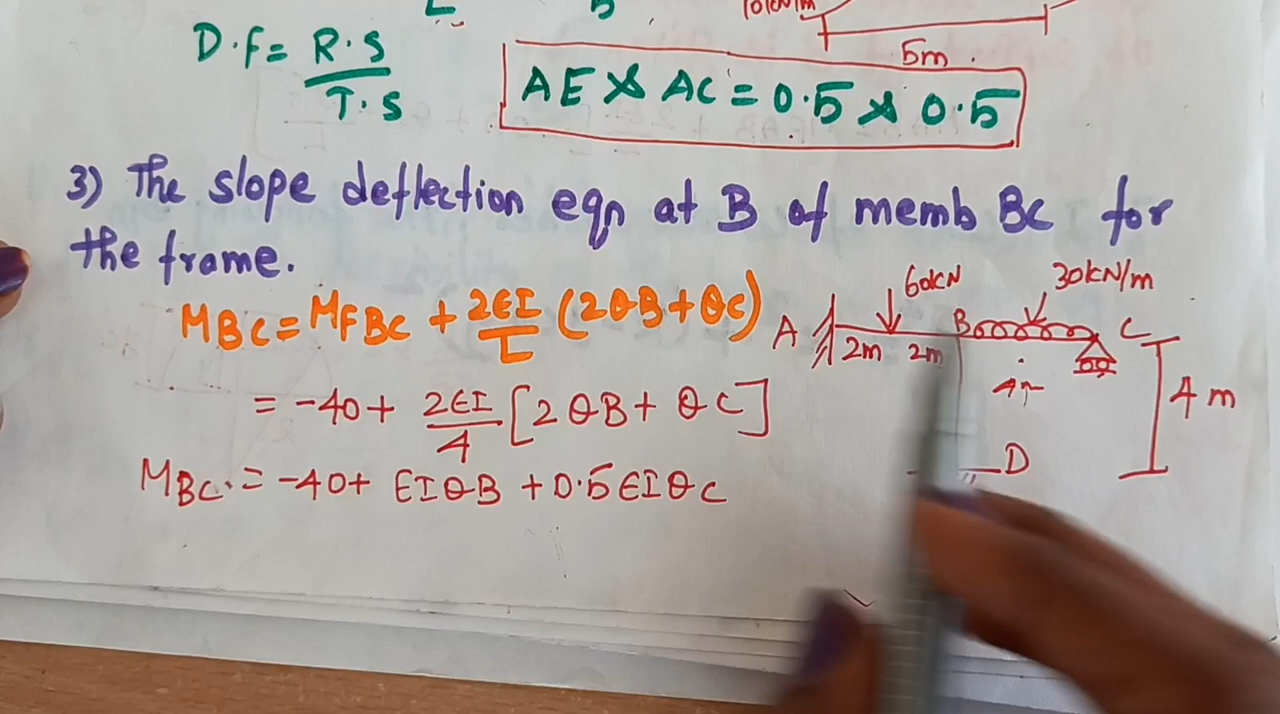 D.F = R.S / T.S
10kN/m
5m
AE & AC = 0.5 & 0.5
3) The slope deflection eqn at B of memb BC for
the frame.
MBC = MFBC + 2EI/L (2θB + θC)
= -40 + 2EI/4 [2θB + θC]
MBC = -40 + EIθB + 0.5EIθC
60kN
30kN/m
A
B
C
2m
2m
4m
4m
D